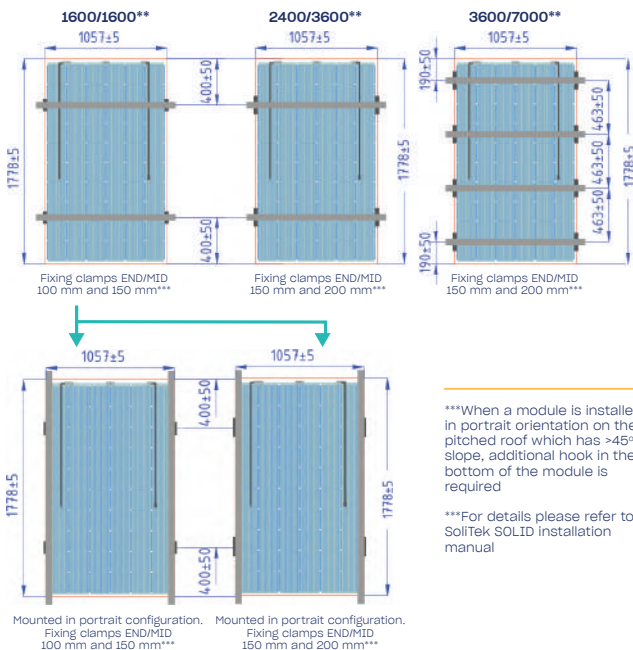 1600/1600**
2400/3600**
3600/7000**
1057±5
1057±5
1057±5
1778±5
400±50
400±50
1778±5
190±50
463±50
463±50
463±50
190±50
1778±5
Fixing clamps END/MID
100 mm and 150 mm***
Fixing clamps END/MID
150 mm and 200 mm***
Fixing clamps END/MID
150 mm and 200 mm***
1057±5
1057±5
1778±5
400±50
400±50
1778±5
Mounted in portrait configuration.
Fixing clamps END/MID
100 mm and 150 mm***
Mounted in portrait configuration.
Fixing clamps END/MID
150 mm and 200 mm***
***When a module is installe
in portrait orientation on the
pitched roof which has >45°
slope, additional hook in the
bottom of the module is
required
***For details please refer to
SoliTek SOLID installation
manual